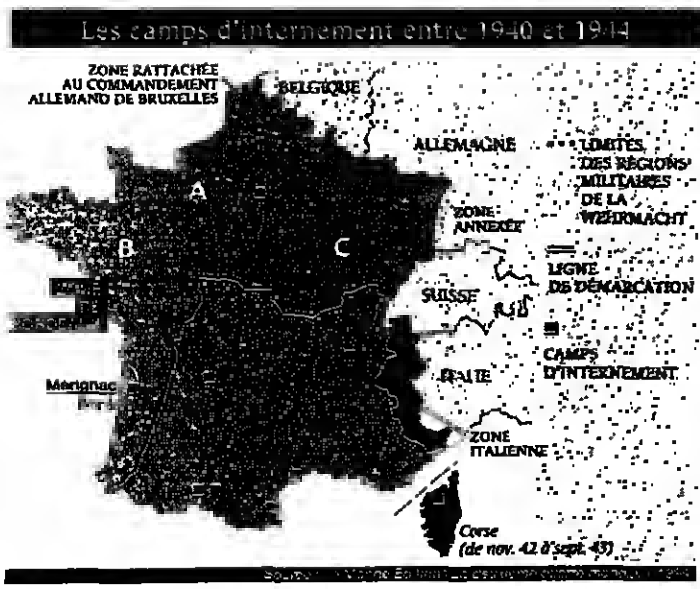 Les camps d'internement entre 1940 et 1944
ZONE RATTACHÉE
AU COMMANDEMENT
ALLEMAND DE BRUXELLES
BELGIQUE
ALLEMAGNE
LIMITES
DES RÉGIONS
MILITAIRES
DE LA
WEHRMACHT
A
B
C
ZONE
ANNEXÉE
LIGNE
DE DÉMARCATION
SUISSE
CAMPS
D'INTERNEMENT
ITALIE
Mérignac
ZONE
ITALIENNE
Corse
(de nov. 42 à sept. 43)